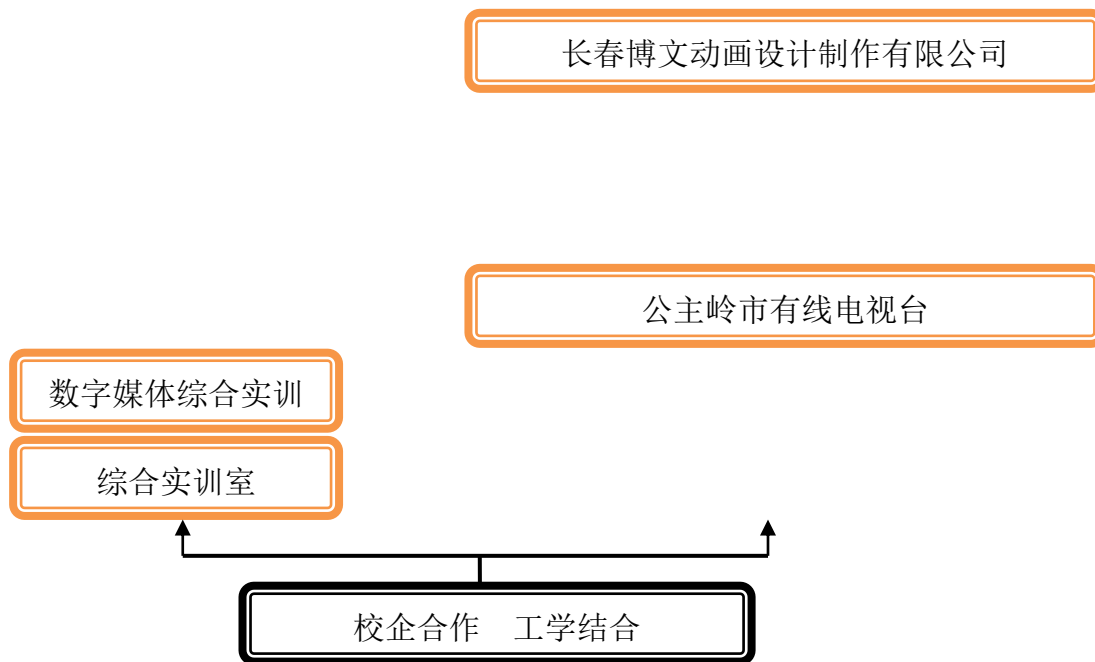 长春博文动画设计制作有限公司
公主岭市有线电视台
数字媒体综合实训
综合实训室
校企合作　工学结合